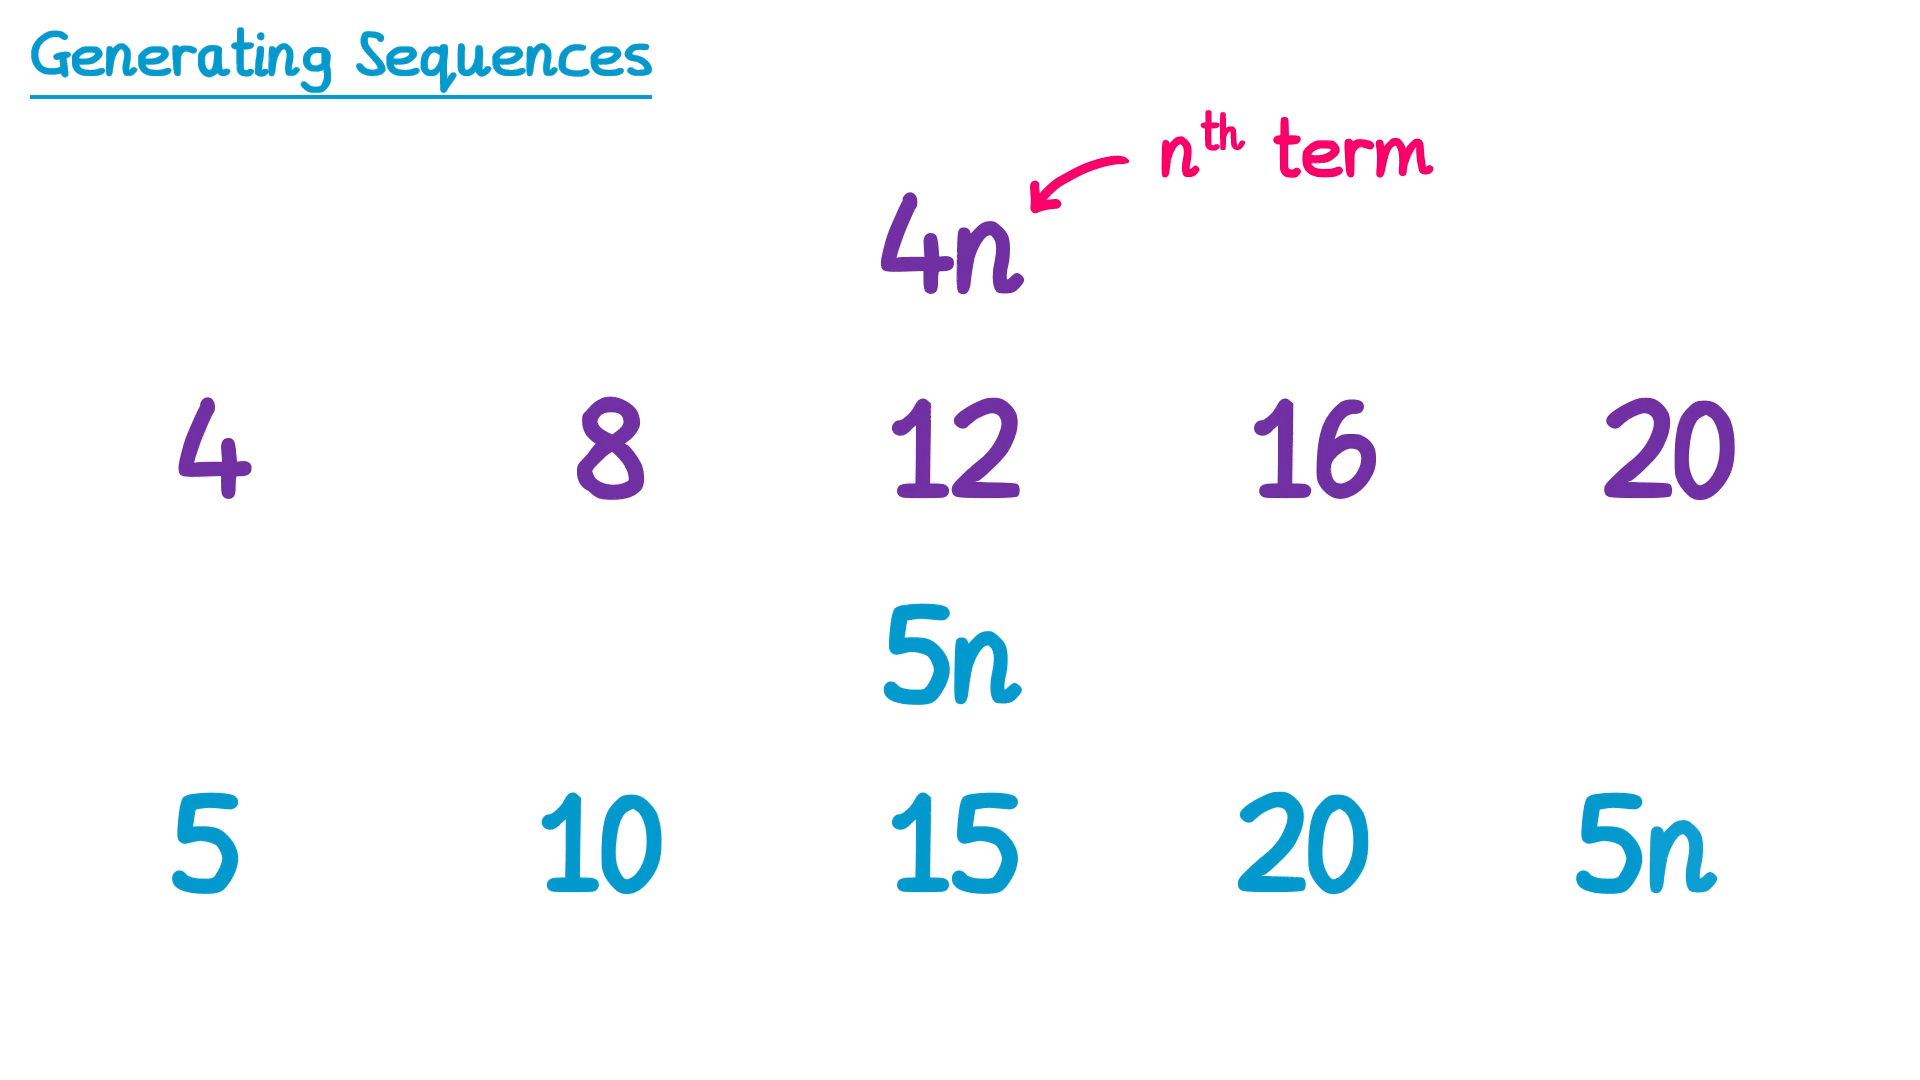 Generating Sequences
nth term
4n
4 8 12 16 20
5n
5 10 15 20 5n